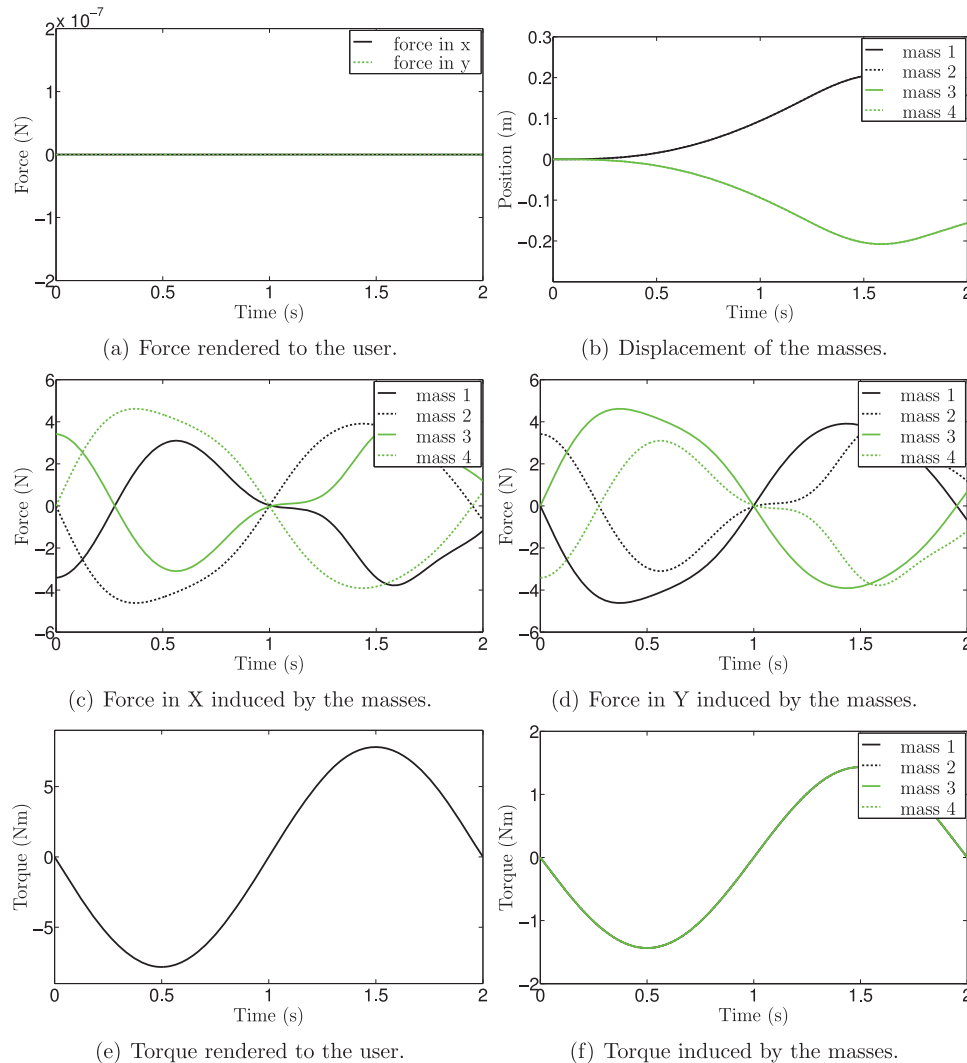 2 x 10^-7
force in x
force in y
1
0
−1
−2
Force (N)
0 0.5 1 1.5 2
Time (s)
(a) Force rendered to the user.
0.3
mass 1
mass 2
mass 3
mass 4
0.2
0.1
0
−0.1
−0.2
Position (m)
0 0.5 1 1.5 2
Time (s)
(b) Displacement of the masses.
6
mass 1
mass 2
mass 3
mass 4
4
2
0
−2
−4
−6
Force (N)
0 0.5 1 1.5 2
Time (s)
(c) Force in X induced by the masses.
6
mass 1
mass 2
mass 3
mass 4
4
2
0
−2
−4
−6
Force (N)
0 0.5 1 1.5 2
Time (s)
(d) Force in Y induced by the masses.
5
0
−5
Torque (Nm)
0 0.5 1 1.5 2
Time (s)
(e) Torque rendered to the user.
2
mass 1
mass 2
mass 3
mass 4
1
0
−1
−2
Torque (Nm)
0 0.5 1 1.5 2
Time (s)
(f) Torque induced by the masses.